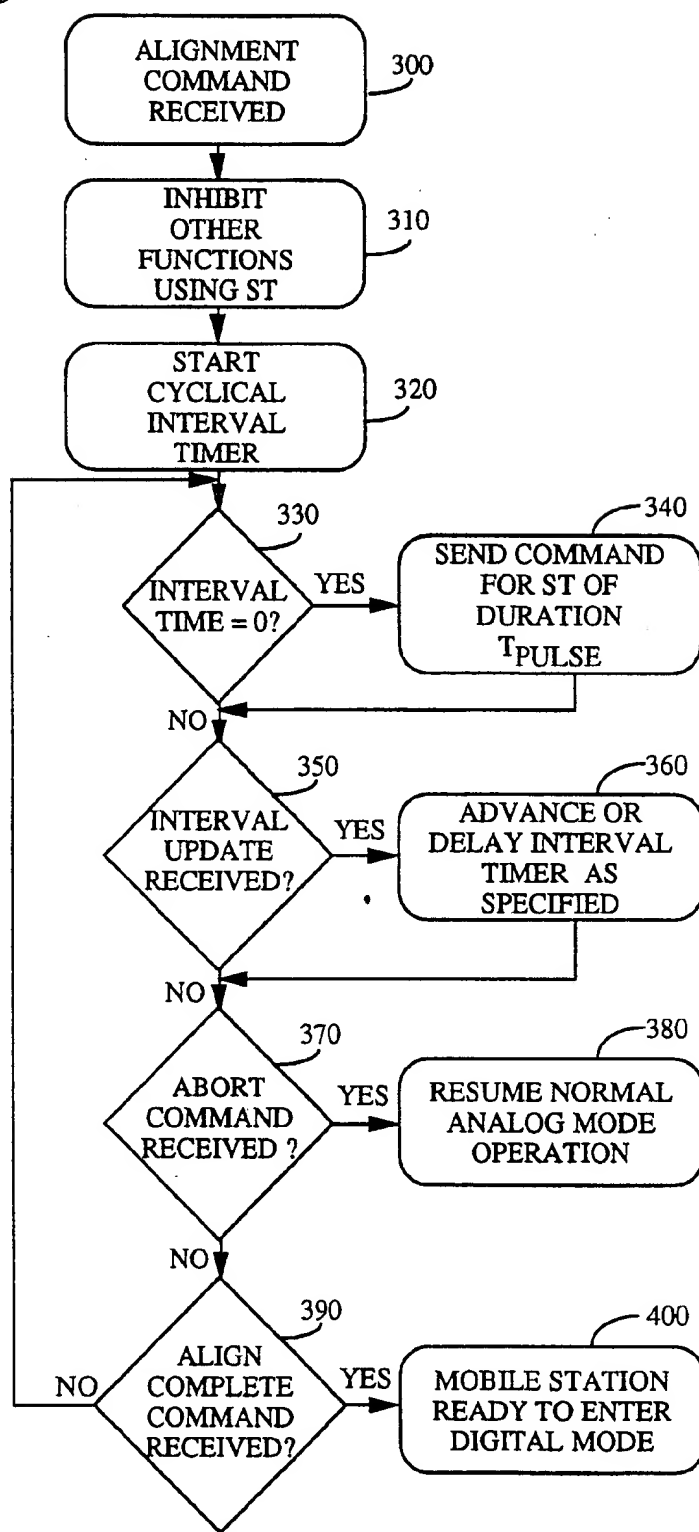 ALIGNMENT
COMMAND
RECEIVED
300
INHIBIT
OTHER
FUNCTIONS
USING ST
310
START
CYCLICAL
INTERVAL
TIMER
320
330
INTERVAL
TIME = 0?
YES
340
SEND COMMAND
FOR ST OF
DURATION
TPULSE
NO
350
INTERVAL
UPDATE
RECEIVED?
YES
360
ADVANCE OR
DELAY INTERVAL
TIMER AS
SPECIFIED
NO
370
ABORT
COMMAND
RECEIVED ?
YES
380
RESUME NORMAL
ANALOG MODE
OPERATION
NO
390
ALIGN
COMPLETE
COMMAND
RECEIVED?
NO
YES
400
MOBILE STATION
READY TO ENTER
DIGITAL MODE